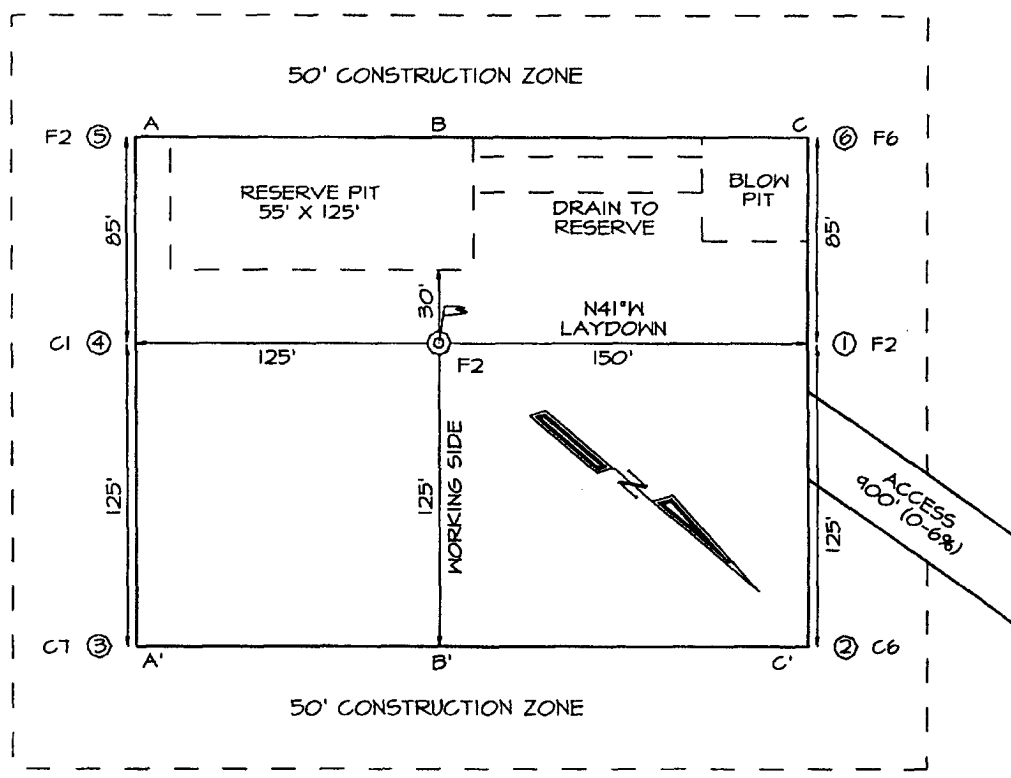 50' CONSTRUCTION ZONE
A
B
C
F2 ⑤
⑥ F6
RESERVE PIT
55' X 125'
BLOW
PIT
DRAIN TO
RESERVE
85'
85'
30'
N41°W
LAYDOWN
C1 ④
① F2
125'
F2
150'
125'
125'
WORKING SIDE
N
ACCESS
900' (0-6%)
125'
C7 ③
② C6
A'
B'
C'
50' CONSTRUCTION ZONE